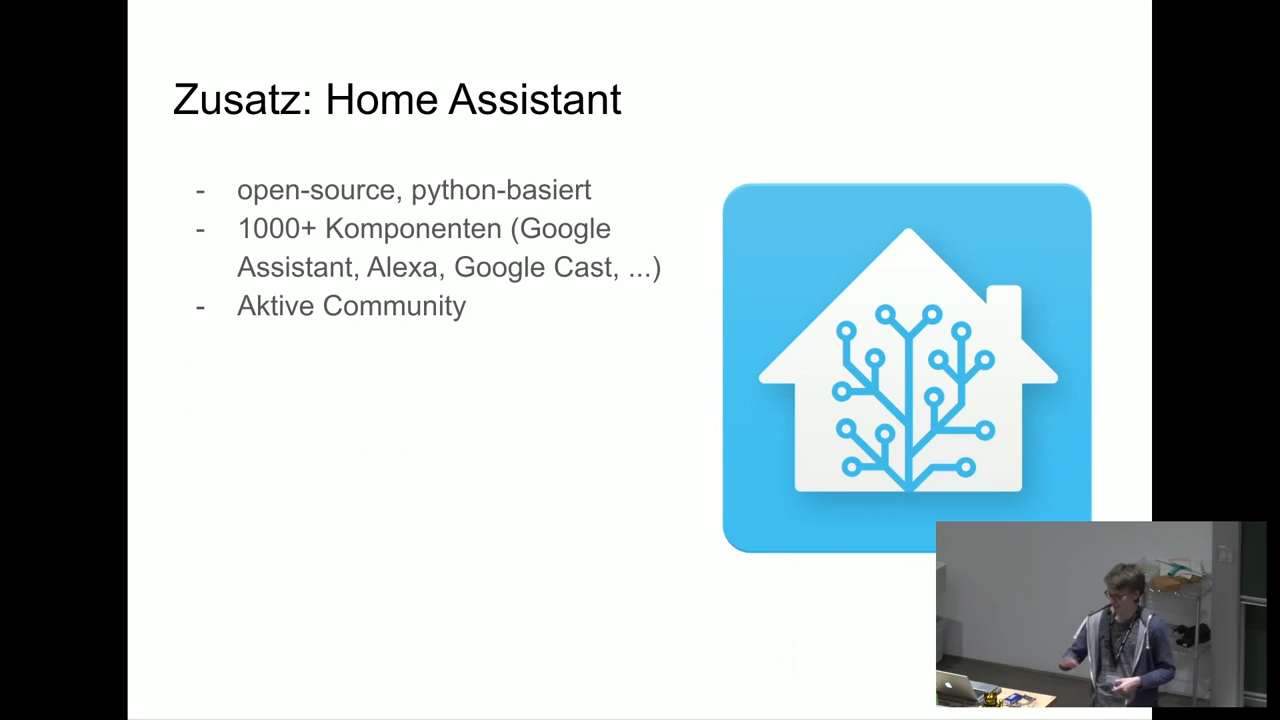 Zusatz: Home Assistant
- open-source, python-basiert
- 1000+ Komponenten (Google
Assistant, Alexa, Google Cast, ...)
- Aktive Community